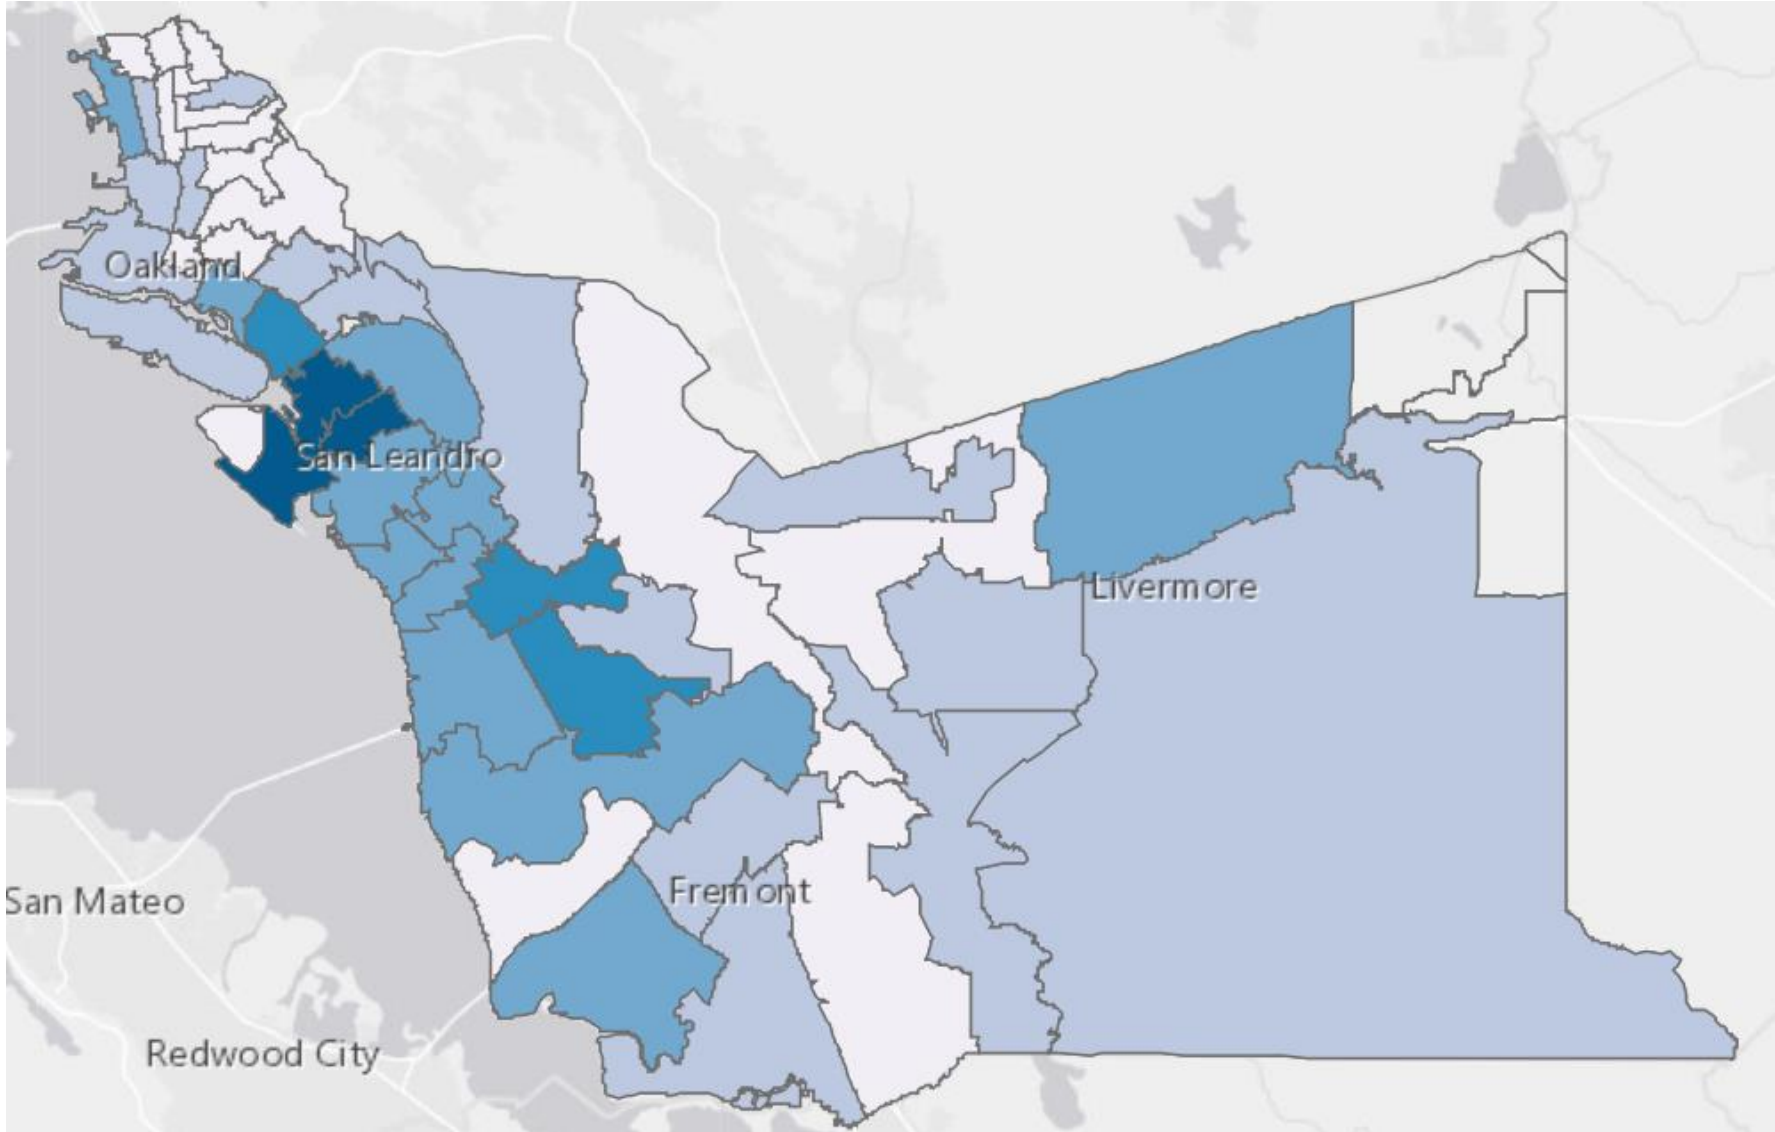 Oakland
San Leandro
Livermore
Fremont
San Mateo
Redwood City